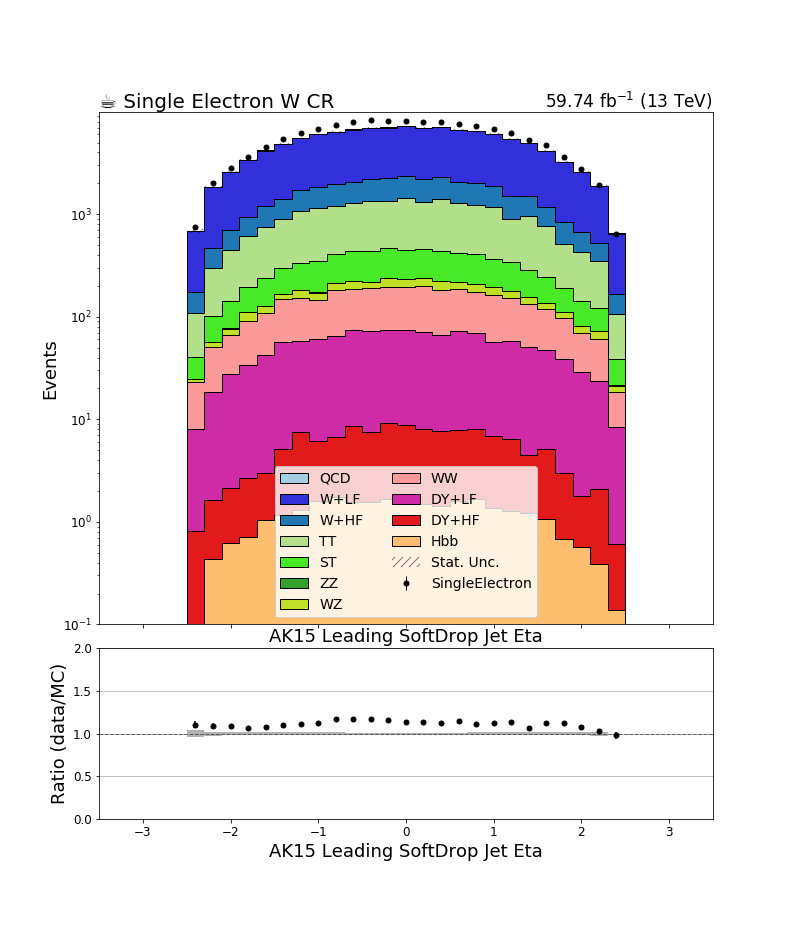 ☕ Single Electron W CR 59.74 fb⁻¹ (13 TeV)
Events
10³
10²
10¹
10⁰
10⁻¹
QCD WW
W+LF DY+LF
W+HF DY+HF
TT Hbb
ST Stat. Unc.
ZZ SingleElectron
WZ
AK15 Leading SoftDrop Jet Eta
Ratio (data/MC)
2.0
1.5
1.0
0.5
0.0
−3 −2 −1 0 1 2 3
AK15 Leading SoftDrop Jet Eta